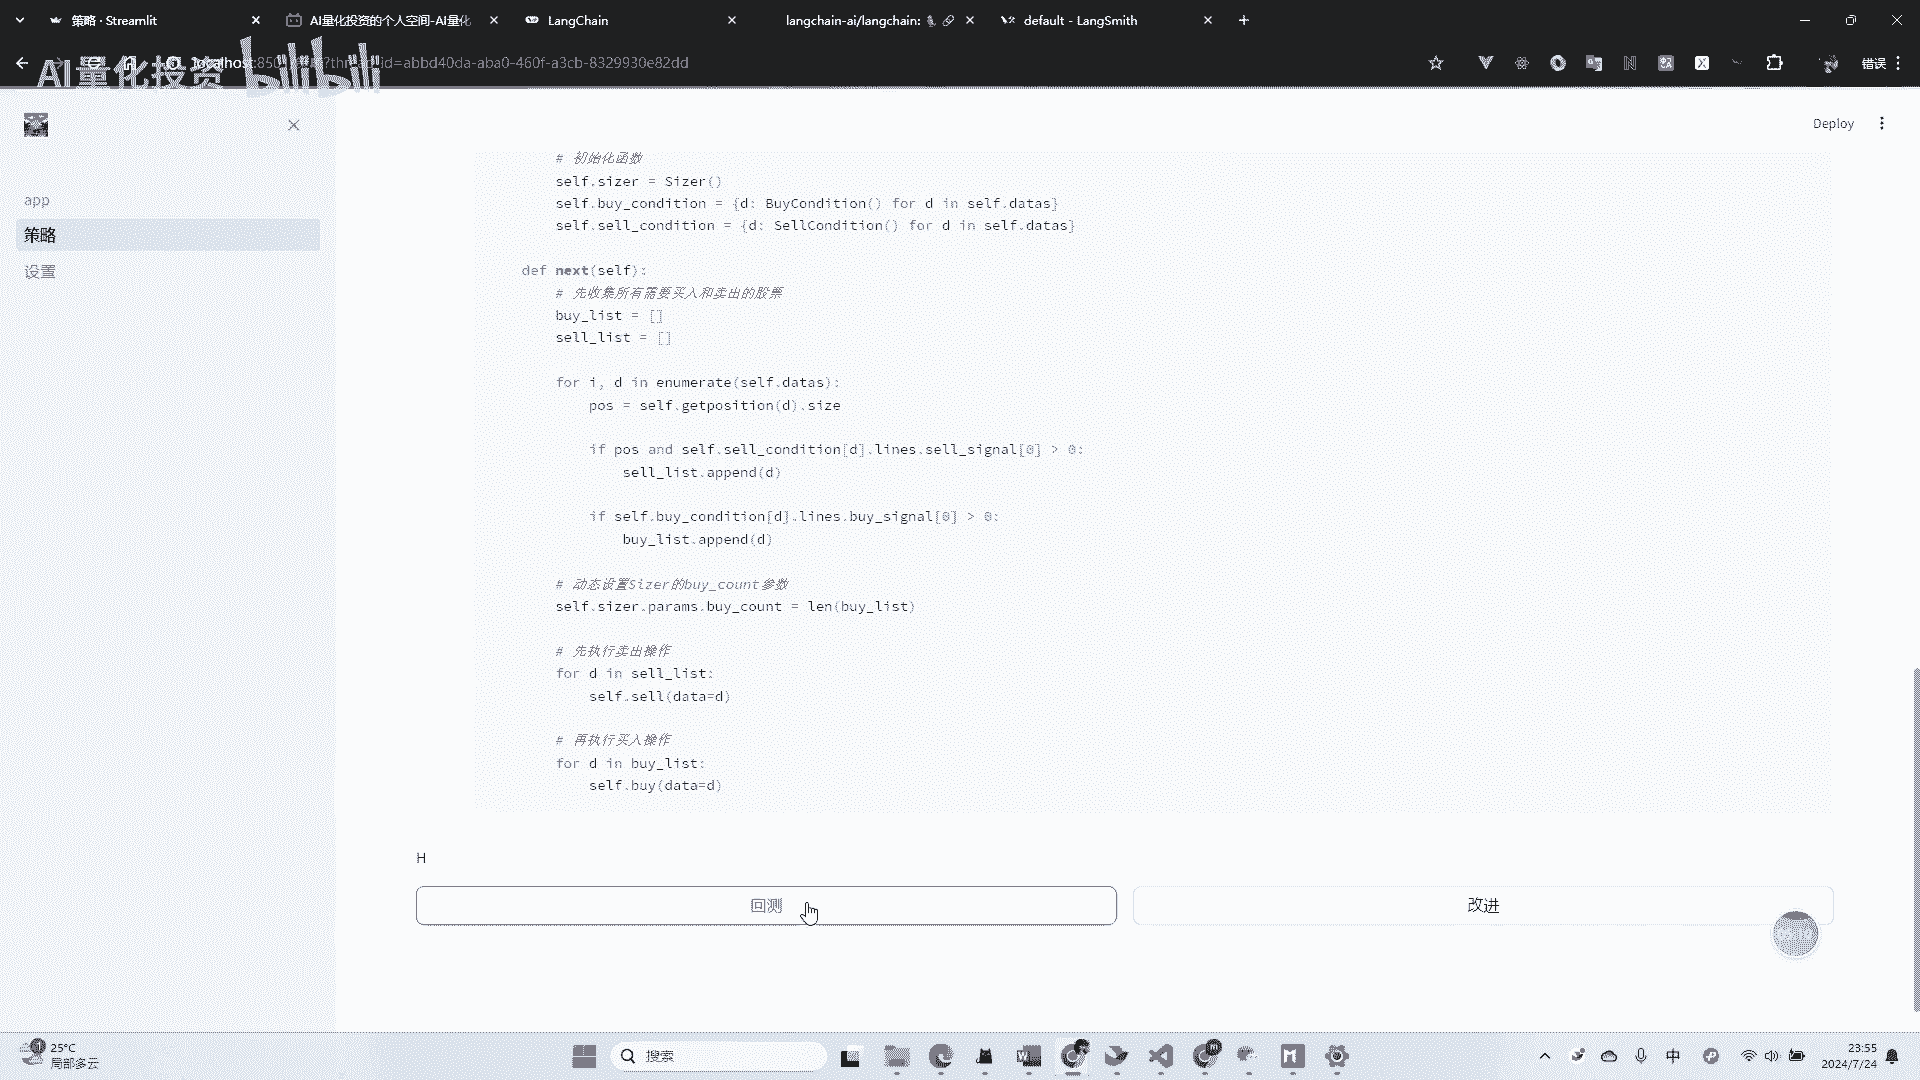 策略 · Streamlit
AI量化投资的个人空间-AI量化
LangChain
langchain-ai/langchain:
default - LangSmith
AI量化投资 bilibili
id=abbd40da-aba0-460f-a3cb-8329930e82dd
错误
Deploy
app
策略
设置
# 初始化函数
self.sizer = Sizer()
self.buy_condition = {d: BuyCondition() for d in self.datas}
self.sell_condition = {d: SellCondition() for d in self.datas}
def next(self):
# 先收集所有需要买入和卖出的股票
buy_list = []
sell_list = []
for i, d in enumerate(self.datas):
pos = self.getposition(d).size
if pos and self.sell_condition[d].lines.sell_signal[0] > 0:
sell_list.append(d)
if self.buy_condition[d].lines.buy_signal[0] > 0:
buy_list.append(d)
# 动态设置Sizer的buy_count参数
self.sizer.params.buy_count = len(buy_list)
# 先执行卖出操作
for d in sell_list:
self.sell(data=d)
# 再执行买入操作
for d in buy_list:
self.buy(data=d)
H
回测
改进
25°C
局部多云
搜索
中
23:55
2024/7/24